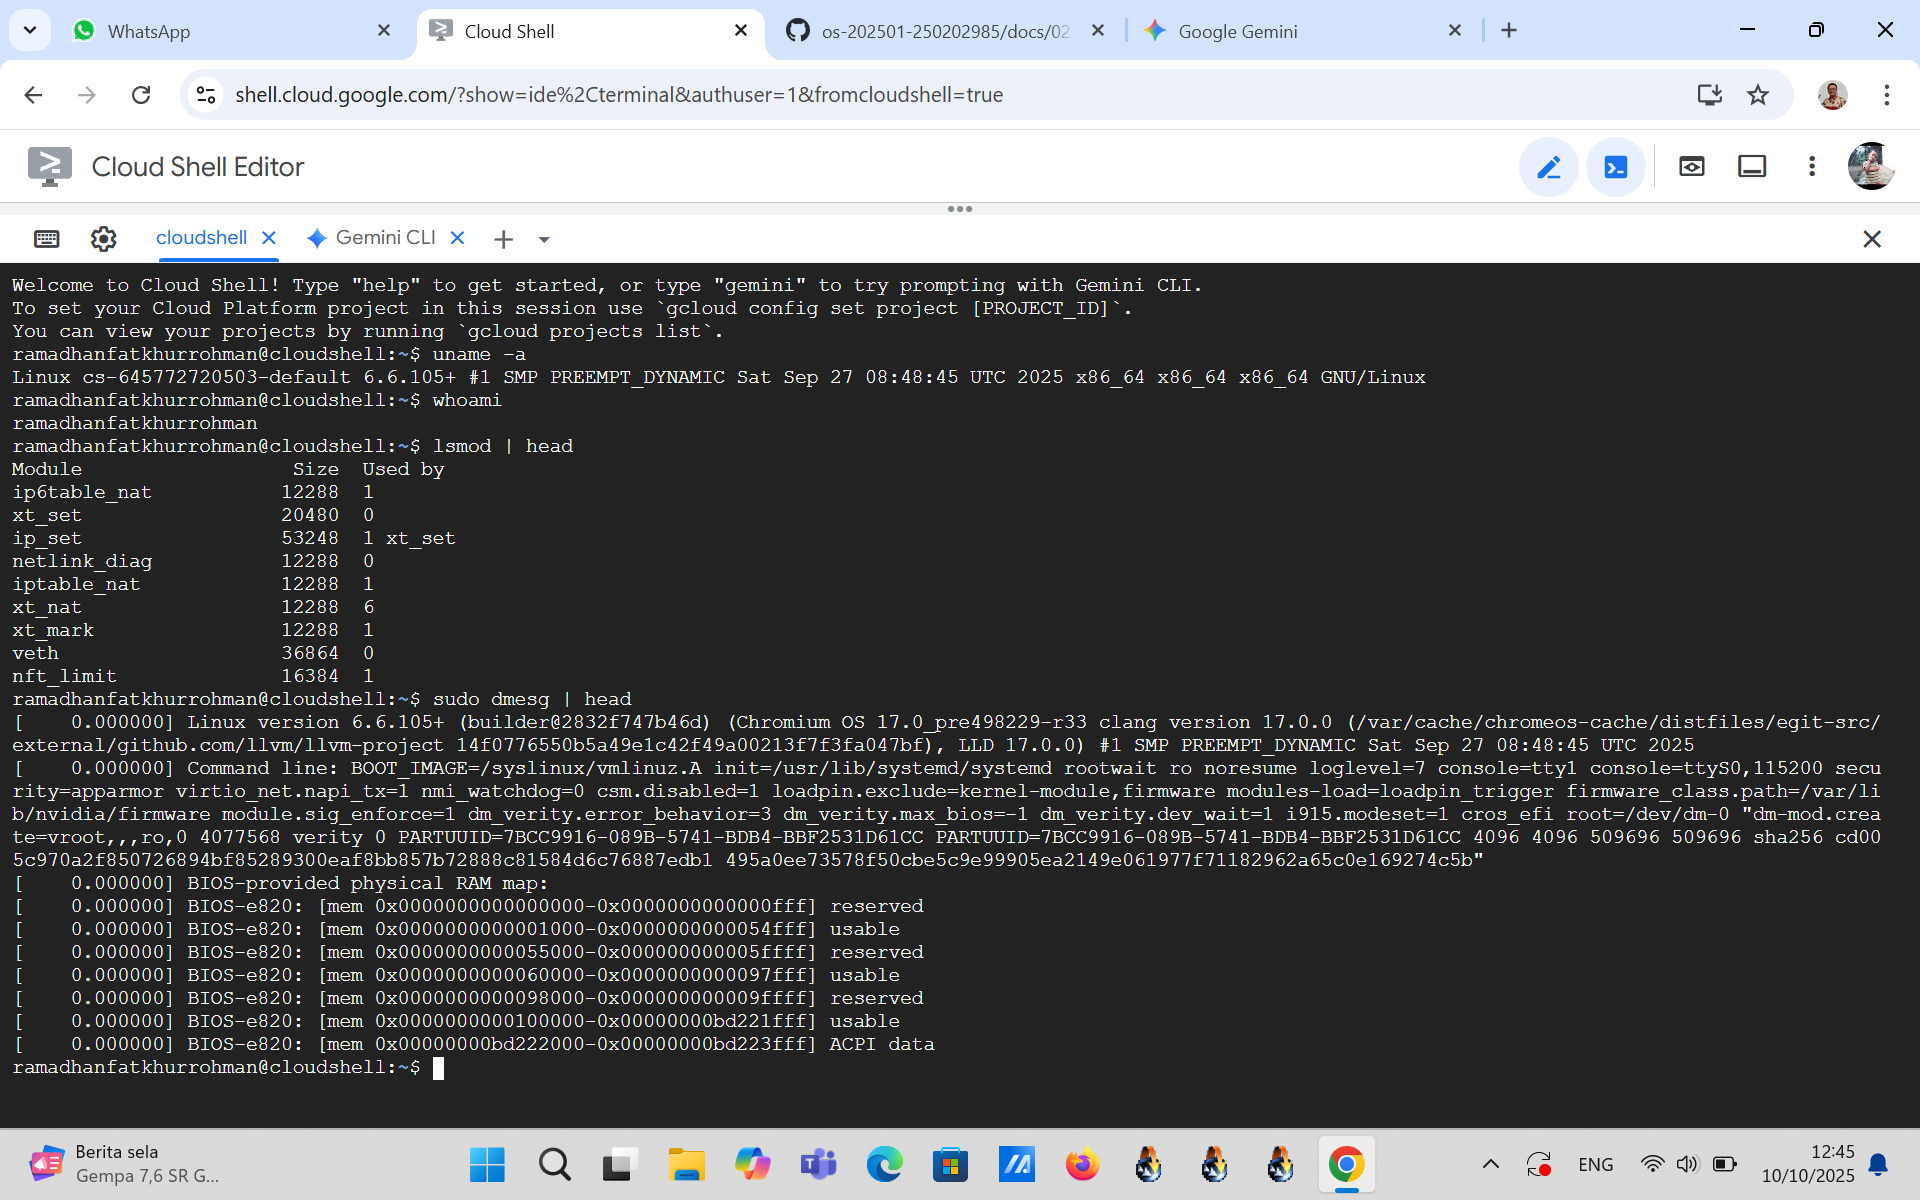 WhatsApp
Cloud Shell
os-202501-250202985/docs/02
Google Gemini
shell.cloud.google.com/?show=ide%2Cterminal&authuser=1&fromcloudshell=true
Cloud Shell Editor
cloudshell
Gemini CLI
Welcome to Cloud Shell! Type "help" to get started, or type "gemini" to try prompting with Gemini CLI.
To set your Cloud Platform project in this session use `gcloud config set project [PROJECT_ID]`.
You can view your projects by running `gcloud projects list`.
ramadhanfatkhurrohman@cloudshell:~$ uname -a
Linux cs-645772720503-default 6.6.105+ #1 SMP PREEMPT_DYNAMIC Sat Sep 27 08:48:45 UTC 2025 x86_64 x86_64 x86_64 GNU/Linux
ramadhanfatkhurrohman@cloudshell:~$ whoami
ramadhanfatkhurrohman
ramadhanfatkhurrohman@cloudshell:~$ lsmod | head
Module                  Size  Used by
ip6table_nat           12288  1
xt_set                 20480  0
ip_set                 53248  1 xt_set
netlink_diag           12288  0
iptable_nat            12288  1
xt_nat                 12288  6
xt_mark                12288  1
veth                   36864  0
nft_limit              16384  1
ramadhanfatkhurrohman@cloudshell:~$ sudo dmesg | head
[    0.000000] Linux version 6.6.105+ (builder@2832f747b46d) (Chromium OS 17.0_pre498229-r33 clang version 17.0.0 (/var/cache/chromeos-cache/distfiles/egit-src/
external/github.com/llvm/llvm-project 14f0776550b5a49e1c42f49a00213f7f3fa047bf), LLD 17.0.0) #1 SMP PREEMPT_DYNAMIC Sat Sep 27 08:48:45 UTC 2025
[    0.000000] Command line: BOOT_IMAGE=/syslinux/vmlinuz.A init=/usr/lib/systemd/systemd rootwait ro noresume loglevel=7 console=tty1 console=ttyS0,115200 secu
rity=apparmor virtio_net.napi_tx=1 nmi_watchdog=0 csm.disabled=1 loadpin.exclude=kernel-module,firmware modules-load=loadpin_trigger firmware_class.path=/var/li
b/nvidia/firmware module.sig_enforce=1 dm_verity.error_behavior=3 dm_verity.max_bios=-1 dm_verity.dev_wait=1 i915.modeset=1 cros_efi root=/dev/dm-0 "dm-mod.crea
te=vroot,,,ro,0 4077568 verity 0 PARTUUID=7BCC9916-089B-5741-BDB4-BBF2531D61CC PARTUUID=7BCC9916-089B-5741-BDB4-BBF2531D61CC 4096 4096 509696 509696 sha256 cd00
5c970a2f850726894bf85289300eaf8bb857b72888c81584d6c76887edb1 495a0ee73578f50cbe5c9e99905ea2149e061977f71182962a65c0e169274c5b"
[    0.000000] BIOS-provided physical RAM map:
[    0.000000] BIOS-e820: [mem 0x0000000000000000-0x0000000000000fff] reserved
[    0.000000] BIOS-e820: [mem 0x0000000000001000-0x0000000000054fff] usable
[    0.000000] BIOS-e820: [mem 0x0000000000055000-0x000000000005ffff] reserved
[    0.000000] BIOS-e820: [mem 0x0000000000060000-0x0000000000097fff] usable
[    0.000000] BIOS-e820: [mem 0x0000000000098000-0x000000000009ffff] reserved
[    0.000000] BIOS-e820: [mem 0x0000000000100000-0x00000000bd221fff] usable
[    0.000000] BIOS-e820: [mem 0x00000000bd222000-0x00000000bd223fff] ACPI data
ramadhanfatkhurrohman@cloudshell:~$
Berita sela
Gempa 7,6 SR G...
ENG
12:45
10/10/2025